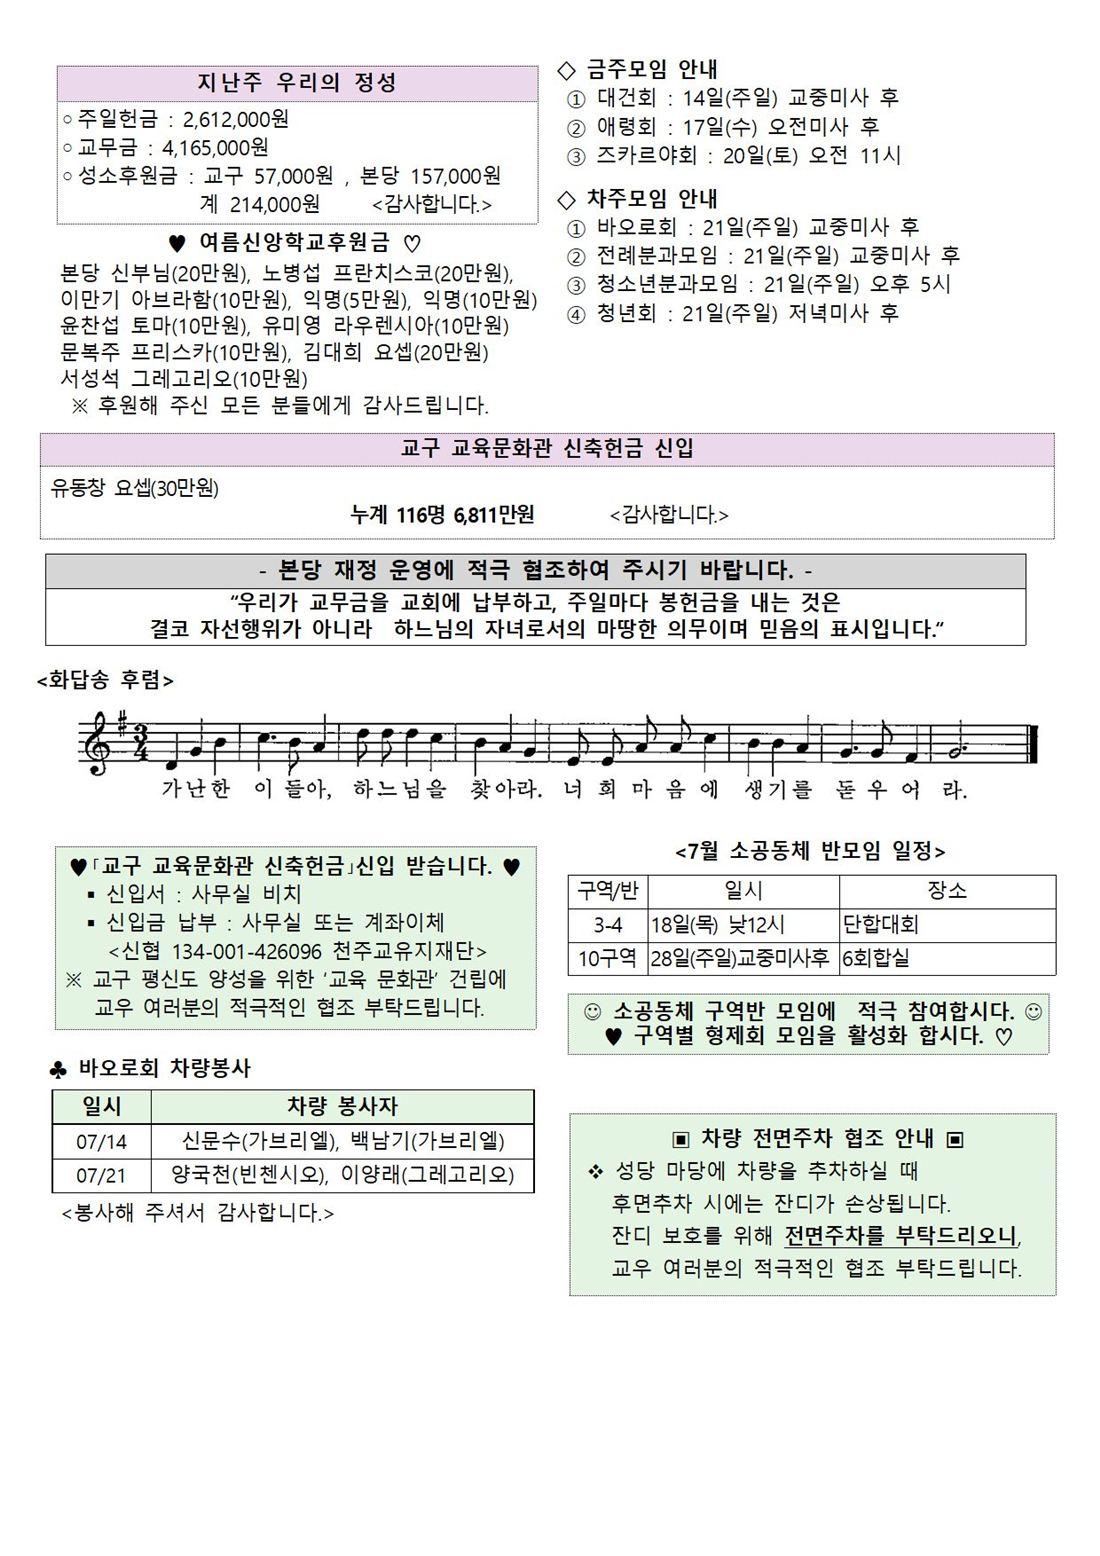 지난주 우리의 정성
○ 주일헌금 : 2,612,000원
○ 교무금 : 4,165,000원
○ 성소후원금 : 교구 57,000원 , 본당 157,000원
계 214,000원 <감사합니다.>
♥ 여름신앙학교후원금 ♡
본당 신부님(20만원), 노병섭 프란치스코(20만원),
이만기 아브라함(10만원), 익명(5만원), 익명(10만원)
윤찬섭 토마(10만원), 유미영 라우렌시아(10만원)
문복주 프리스카(10만원), 김대희 요셉(20만원)
서성석 그레고리오(10만원)
※ 후원해 주신 모든 분들에게 감사드립니다.
◇ 금주모임 안내
① 대건회 : 14일(주일) 교중미사 후
② 애령회 : 17일(수) 오전미사 후
③ 즈카르야회 : 20일(토) 오전 11시
◇ 차주모임 안내
① 바오로회 : 21일(주일) 교중미사 후
② 전례분과모임 : 21일(주일) 교중미사 후
③ 청소년분과모임 : 21일(주일) 오후 5시
④ 청년회 : 21일(주일) 저녁미사 후
교구 교육문화관 신축헌금 신입
유동창 요셉(30만원)
누계 116명 6,811만원 <감사합니다.>
- 본당 재정 운영에 적극 협조하여 주시기 바랍니다. -
“우리가 교무금을 교회에 납부하고, 주일마다 봉헌금을 내는 것은
결코 자선행위가 아니라 하느님의 자녀로서의 마땅한 의무이며 믿음의 표시입니다.“
<화답송 후렴>
3
4
가난한 이들아, 하느님을 찾아라. 너희 마음에 생기를 돋우어라.
♥「교구 교육문화관 신축헌금」신입 받습니다. ♥
▪ 신입서 : 사무실 비치
▪ 신입금 납부 : 사무실 또는 계좌이체
<신협 134-001-426096 천주교유지재단>
※ 교구 평신도 양성을 위한 ‘교육 문화관’ 건립에
교우 여러분의 적극적인 협조 부탁드립니다.
♣ 바오로회 차량봉사
일시 차량 봉사자
07/14 신문수(가브리엘), 백남기(가브리엘)
07/21 양국천(빈첸시오), 이양래(그레고리오)
<봉사해 주셔서 감사합니다.>
<7월 소공동체 반모임 일정>
구역/반 일시 장소
3-4 18일(목) 낮12시 단합대회
10구역 28일(주일)교중미사후 6회합실
☺ 소공동체 구역반 모임에 적극 참여합시다. ☺
♥ 구역별 형제회 모임을 활성화 합시다. ♡
▣ 차량 전면주차 협조 안내 ▣
❖ 성당 마당에 차량을 추차하실 때
후면추차 시에는 잔디가 손상됩니다.
잔디 보호를 위해 전면주차를 부탁드리오니,
교우 여러분의 적극적인 협조 부탁드립니다.